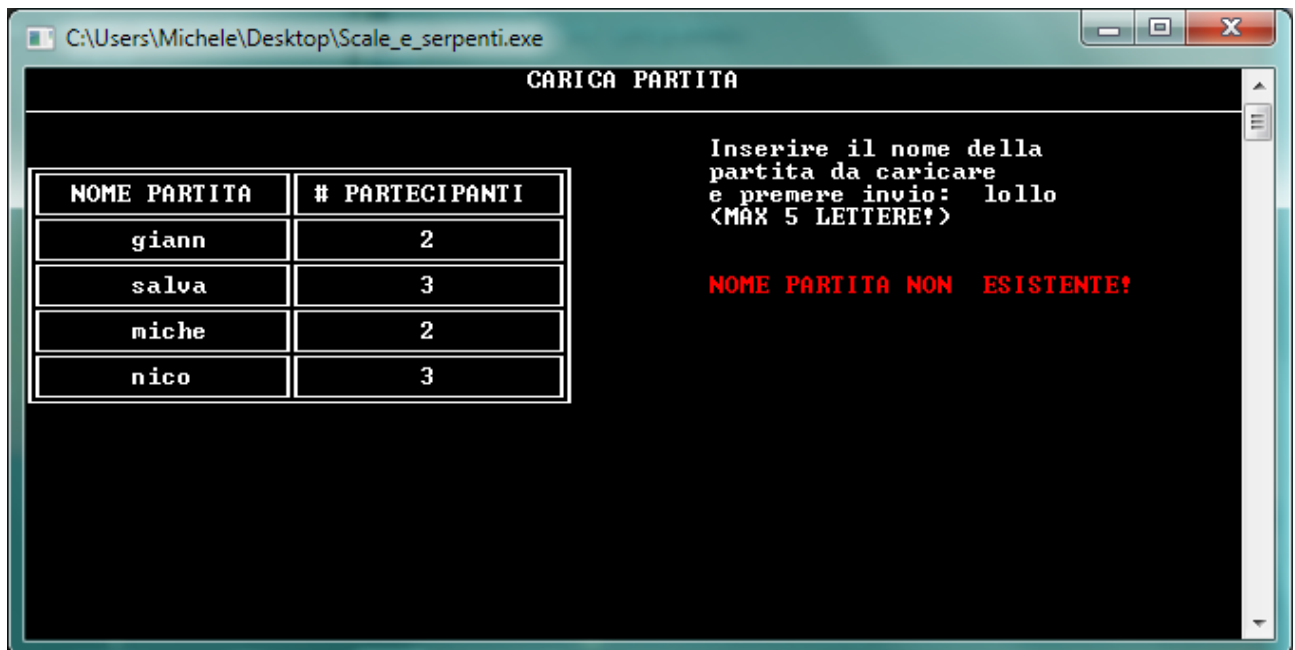 C:\Users\Michele\Desktop\Scale_e_serpenti.exe
CARICA PARTITA
NOME PARTITA # PARTECIPANTI
giann 2
salva 3
miche 2
nico 3
Inserire il nome della
partita da caricare
e premere invio: lollo
(MAX 5 LETTERE!)
NOME PARTITA NON ESISTENTE!